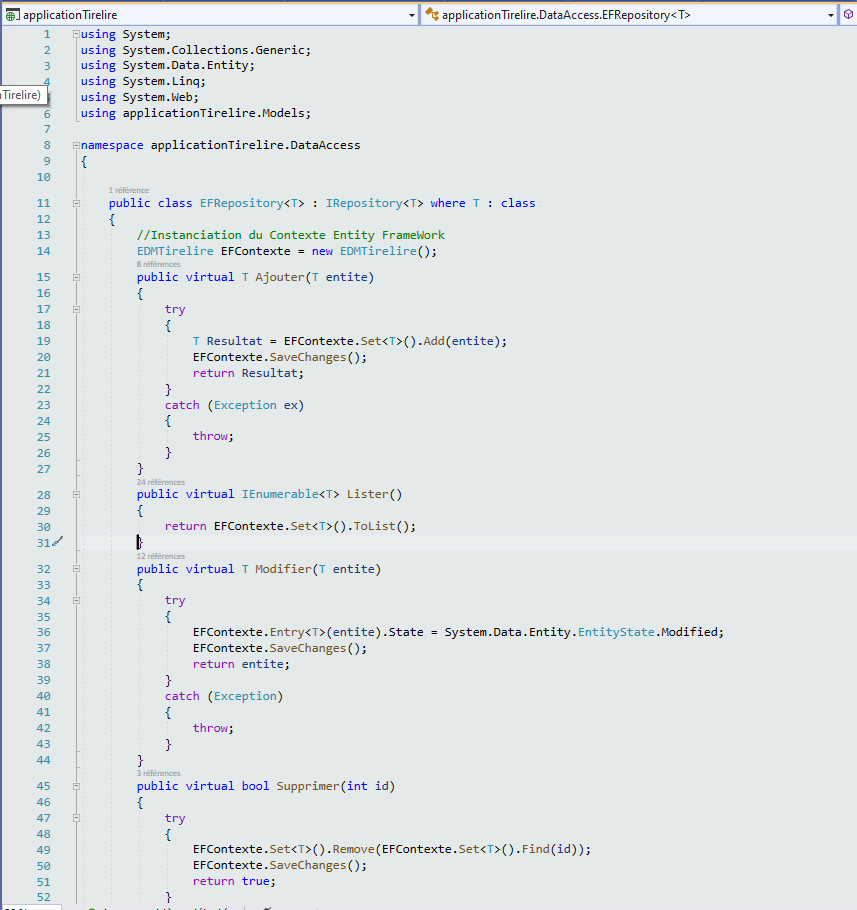 applicationTirelire applicationTirelire.DataAccess.EFRepository<T>
1 using System;
2 using System.Collections.Generic;
3 using System.Data.Entity;
4 using System.Linq;
nTirelire) using System.Web;
6 using applicationTirelire.Models;
7
8 namespace applicationTirelire.DataAccess
9 {
10
1 référence
11 public class EFRepository<T> : IRepository<T> where T : class
12 {
13 //Instanciation du Contexte Entity FrameWork
14 EDMTirelire EFContexte = new EDMTirelire();
8 références
15 public virtual T Ajouter(T entite)
16 {
17 try
18 {
19 T Resultat = EFContexte.Set<T>().Add(entite);
20 EFContexte.SaveChanges();
21 return Resultat;
22 }
23 catch (Exception ex)
24 {
25 throw;
26 }
27 }
24 références
28 public virtual IEnumerable<T> Lister()
29 {
30 return EFContexte.Set<T>().ToList();
31 }
12 références
32 public virtual T Modifier(T entite)
33 {
34 try
35 {
36 EFContexte.Entry<T>(entite).State = System.Data.Entity.EntityState.Modified;
37 EFContexte.SaveChanges();
38 return entite;
39 }
40 catch (Exception)
41 {
42 throw;
43 }
44 }
3 références
45 public virtual bool Supprimer(int id)
46 {
47 try
48 {
49 EFContexte.Set<T>().Remove(EFContexte.Set<T>().Find(id));
50 EFContexte.SaveChanges();
51 return true;
52 }